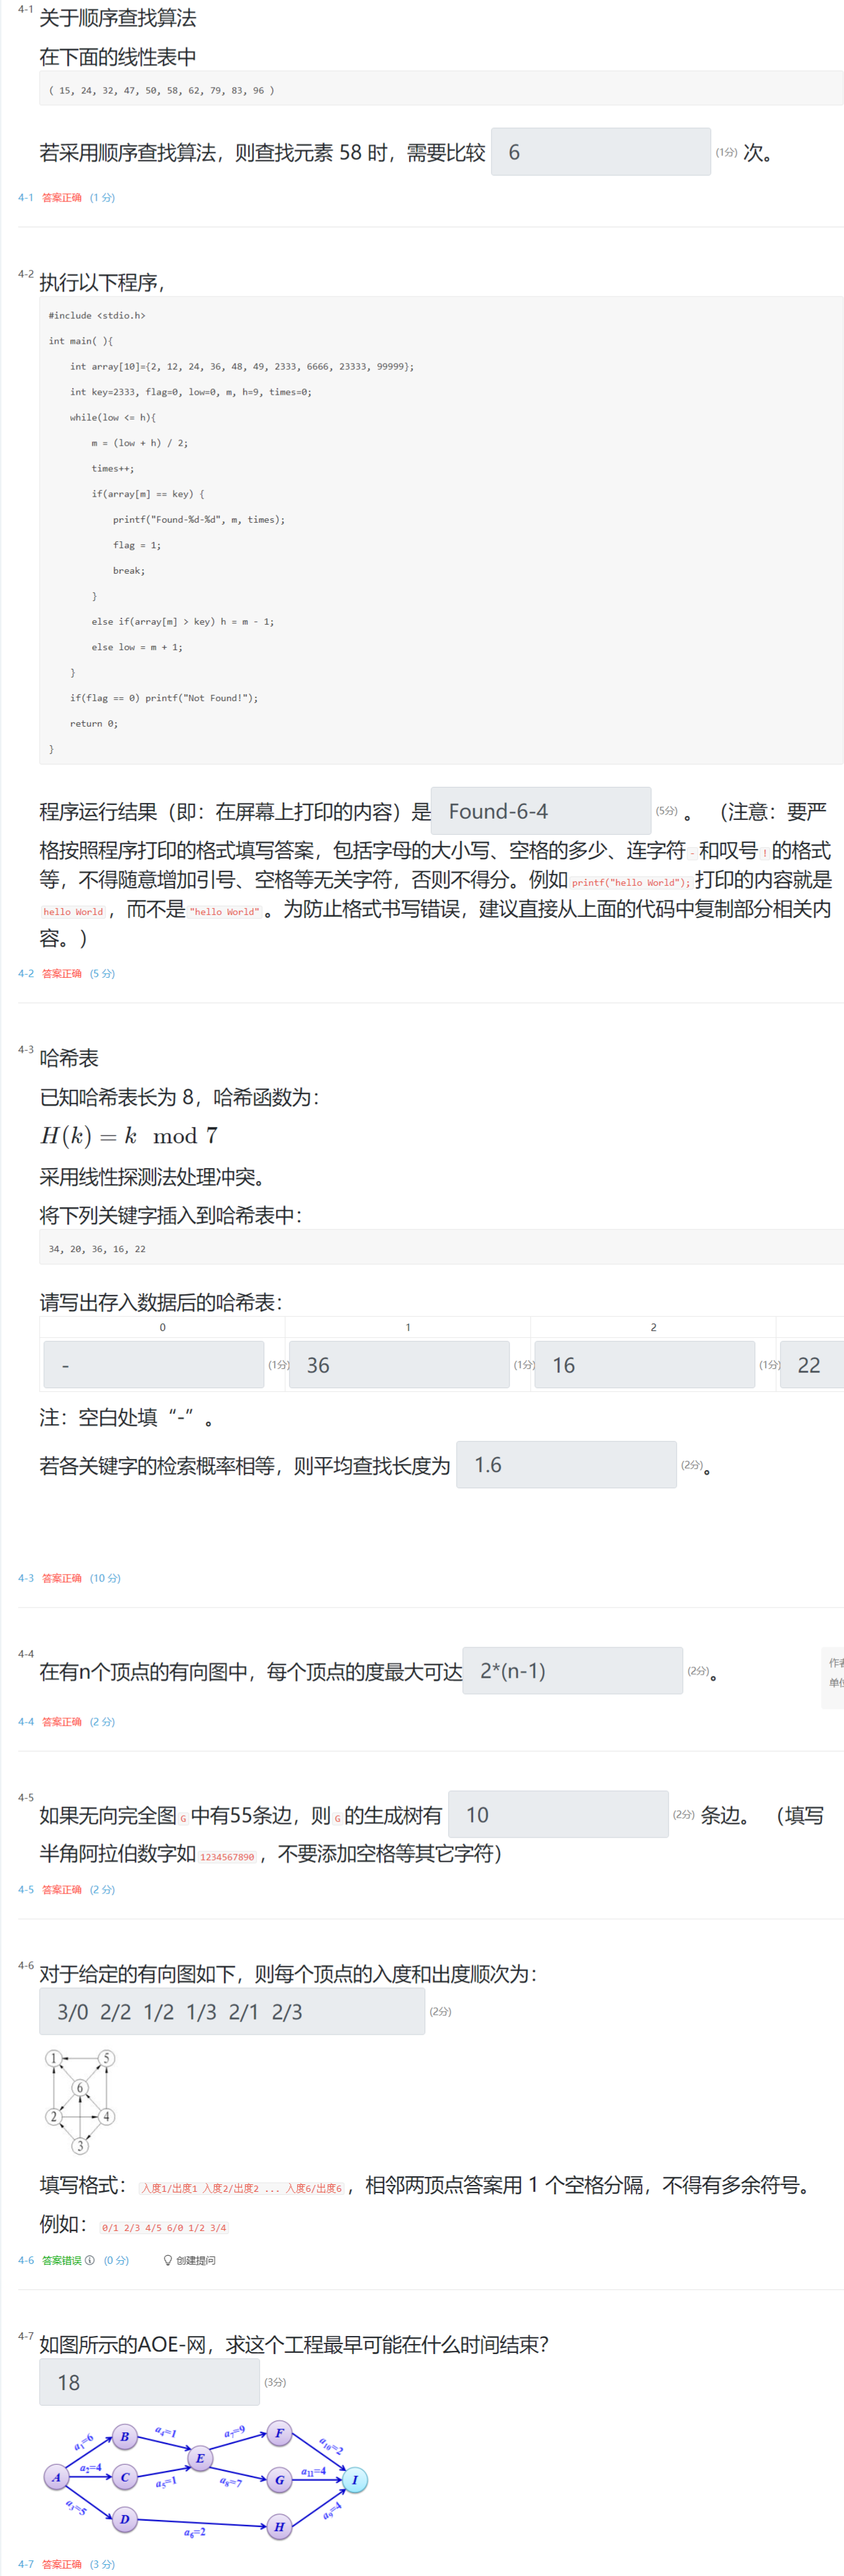 4-1 关于顺序查找算法
在下面的线性表中
( 15, 24, 32, 47, 50, 58, 62, 79, 83, 96 )
若采用顺序查找算法，则查找元素 58 时，需要比较 6 (1分) 次。
4-1 答案正确 (1 分)
4-2 执行以下程序，
#include <stdio.h>
int main( ){
int array[10]={2, 12, 24, 36, 48, 49, 2333, 6666, 23333, 99999};
int key=2333, flag=0, low=0, m, h=9, times=0;
while(low <= h){
m = (low + h) / 2;
times++;
if(array[m] == key) {
printf("Found-%d-%d", m, times);
flag = 1;
break;
}
else if(array[m] > key) h = m - 1;
else low = m + 1;
}
if(flag == 0) printf("Not Found!");
return 0;
}
程序运行结果（即：在屏幕上打印的内容）是 Found-6-4 (5分) 。 （注意：要严
格按照程序打印的格式填写答案，包括字母的大小写、空格的多少、连字符 - 和叹号 ! 的格式
等，不得随意增加引号、空格等无关字符，否则不得分。例如 printf("hello World"); 打印的内容就是
hello World ，而不是 "hello World" 。为防止格式书写错误，建议直接从上面的代码中复制部分相关内
容。）
4-2 答案正确 (5 分)
4-3 哈希表
已知哈希表长为 8，哈希函数为：
H(k) = k mod 7
采用线性探测法处理冲突。
将下列关键字插入到哈希表中：
34, 20, 36, 16, 22
请写出存入数据后的哈希表：
0 1 2
- (1分) 36 (1分) 16 (1分) 22
注：空白处填“-”。
若各关键字的检索概率相等，则平均查找长度为 1.6 (2分)。
4-3 答案正确 (10 分)
4-4 在有n个顶点的有向图中，每个顶点的度最大可达 2*(n-1) (2分)。
4-4 答案正确 (2 分)
4-5 如果无向完全图 G 中有55条边，则 G 的生成树有 10 (2分) 条边。 （填写
半角阿拉伯数字如 1234567890 ，不要添加空格等其它字符）
4-5 答案正确 (2 分)
4-6 对于给定的有向图如下，则每个顶点的入度和出度顺次为：
3/0 2/2 1/2 1/3 2/1 2/3 (2分)
1 5
6
2 4
3
填写格式： 入度1/出度1 入度2/出度2 ... 入度6/出度6 ，相邻两顶点答案用 1 个空格分隔，不得有多余符号。
例如： 0/1 2/3 4/5 6/0 1/2 3/4
4-6 答案错误 (0 分) 创建提问
4-7 如图所示的AOE-网，求这个工程最早可能在什么时间结束？
18 (3分)
a1=6 B a4=1 a7=9 F a10=2
E
A a2=4 C a5=1 a8=7 G a11=4 I
a3=5 D a6=2 H a9=4
4-7 答案正确 (3 分)